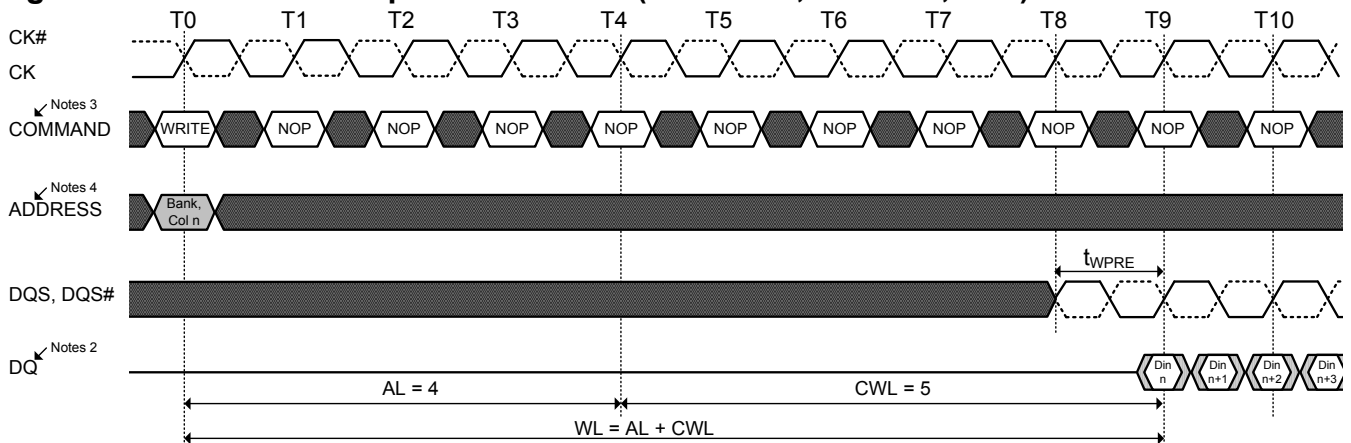 T0 T1 T2 T3 T4 T5 T6 T7 T8 T9 T10
CK#
CK
Notes 3
COMMAND WRITE NOP NOP NOP NOP NOP NOP NOP NOP NOP NOP
Notes 4
ADDRESS
Bank,
Col n
tWPRE
DQS, DQS#
Notes 2
DQ
Din Din Din Din
n n+1 n+2 n+3
AL = 4 CWL = 5
WL = AL + CWL